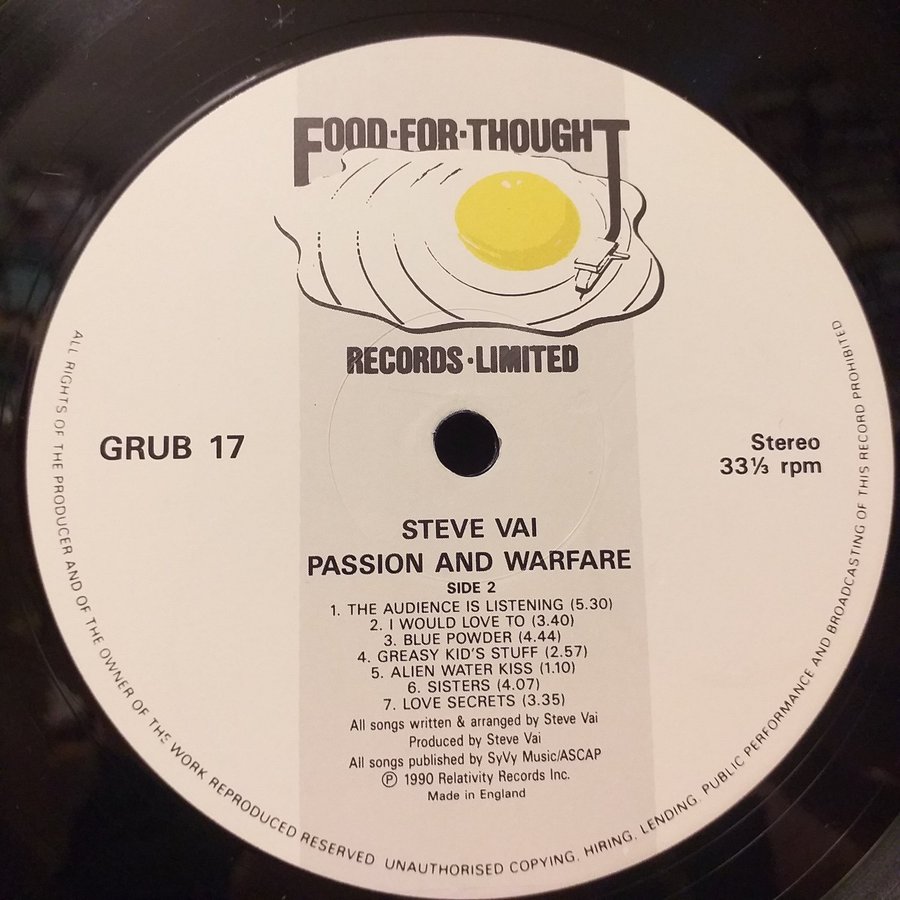 FOOD·FOR·THOUGHT
RECORDS·LIMITED
GRUB 17
Stereo
33⅓ rpm
STEVE VAI
PASSION AND WARFARE
SIDE 2
1. THE AUDIENCE IS LISTENING (5.30)
2. I WOULD LOVE TO (3.40)
3. BLUE POWDER (4.44)
4. GREASY KID'S STUFF (2.57)
5. ALIEN WATER KISS (1.10)
6. SISTERS (4.07)
7. LOVE SECRETS (3.35)
All songs written & arranged by Steve Vai
Produced by Steve Vai
All songs published by SyVy Music/ASCAP
Ⓟ 1990 Relativity Records Inc.
Made in England
ALL RIGHTS OF THE PRODUCER AND OF THE OWNER OF THE WORK REPRODUCED RESERVED UNAUTHORISED COPYING, HIRING, LENDING, PUBLIC PERFORMANCE AND BROADCASTING OF THIS RECORD PROHIBITED